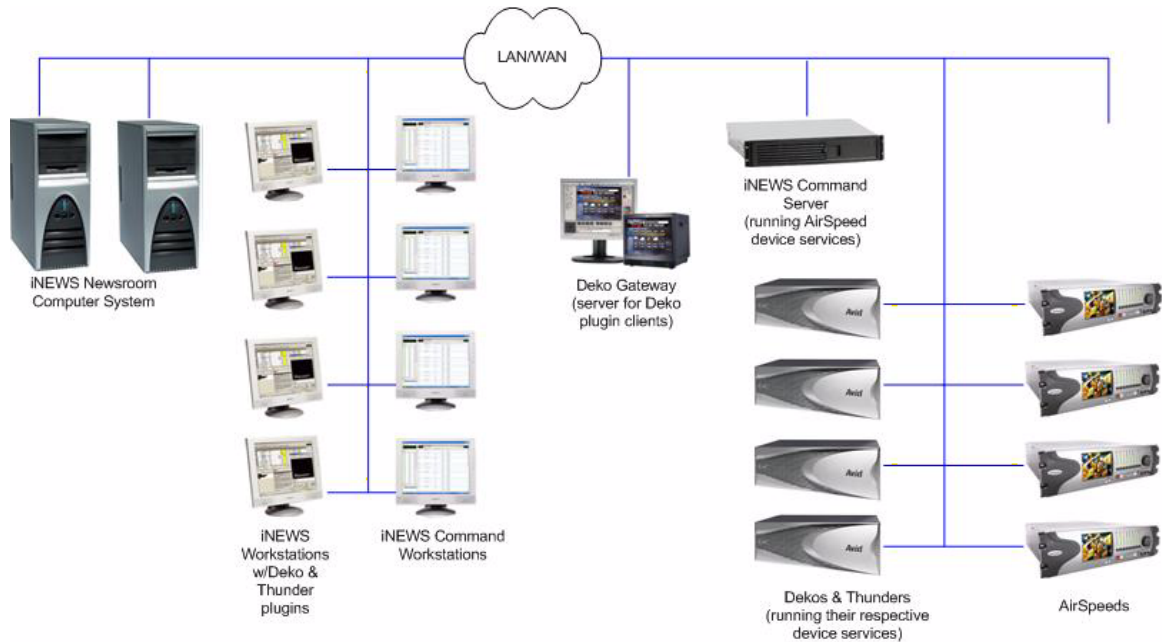 LAN/WAN
iNEWS Newsroom
Computer System
iNEWS
Workstations
w/Deko &
Thunder
plugins
iNEWS Command
Workstations
Deko Gateway
(server for Deko
plugin clients)
iNEWS Command
Server
(running AirSpeed
device services)
Avid
Avid
Avid
Avid
Dekos & Thunders
(running their respective
device services)
AirSpeeds